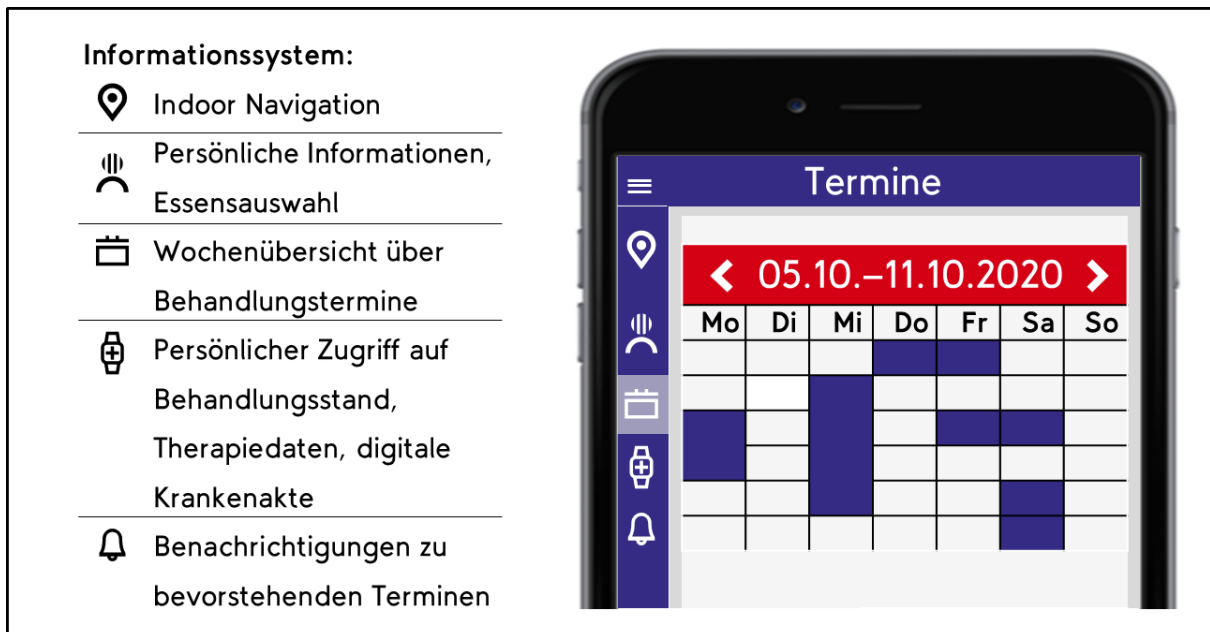 Informationssystem:
Indoor Navigation
Persönliche Informationen,
Essensauswahl
Wochenübersicht über
Behandlungstermine
Persönlicher Zugriff auf
Behandlungsstand,
Therapiedaten, digitale
Krankenakte
Benachrichtigungen zu
bevorstehenden Terminen
Termine
05.10.–11.10.2020
Mo Di Mi Do Fr Sa So